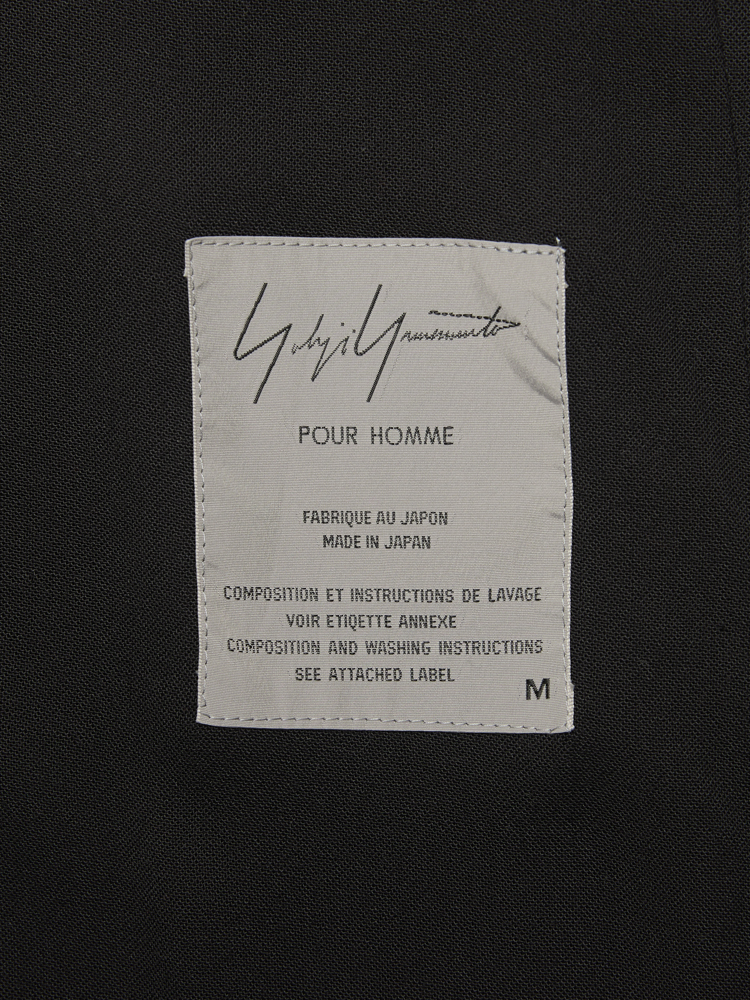 Yohji Yamamoto
POUR HOMME
FABRIQUE AU JAPON
MADE IN JAPAN
COMPOSITION ET INSTRUCTIONS DE LAVAGE
VOIR ETIQETTE ANNEXE
COMPOSITION AND WASHING INSTRUCTIONS
SEE ATTACHED LABEL
M